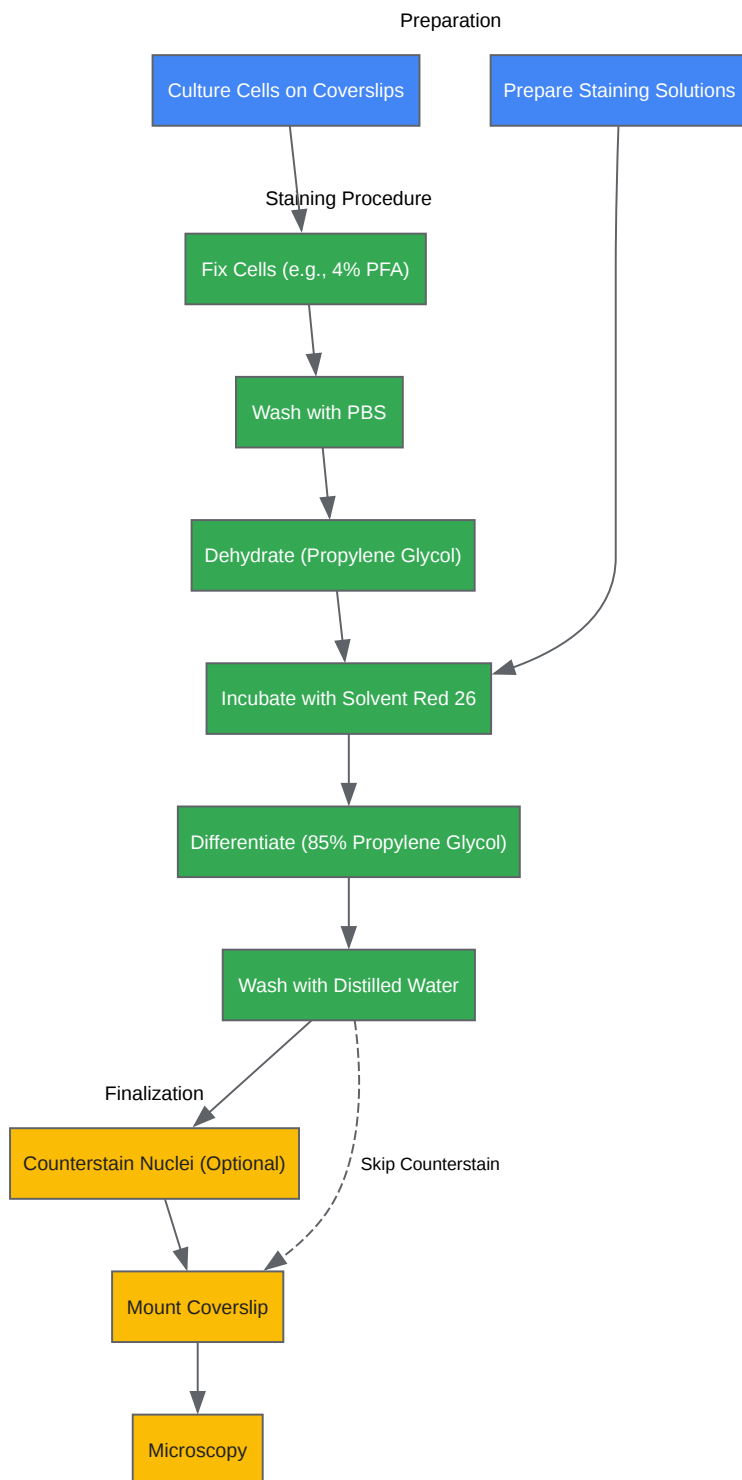 Preparation
Culture Cells on Coverslips
Prepare Staining Solutions
Staining Procedure
Fix Cells (e.g., 4% PFA)
Wash with PBS
Dehydrate (Propylene Glycol)
Incubate with Solvent Red 26
Differentiate (85% Propylene Glycol)
Wash with Distilled Water
Finalization
Counterstain Nuclei (Optional)
Skip Counterstain
Mount Coverslip
Microscopy